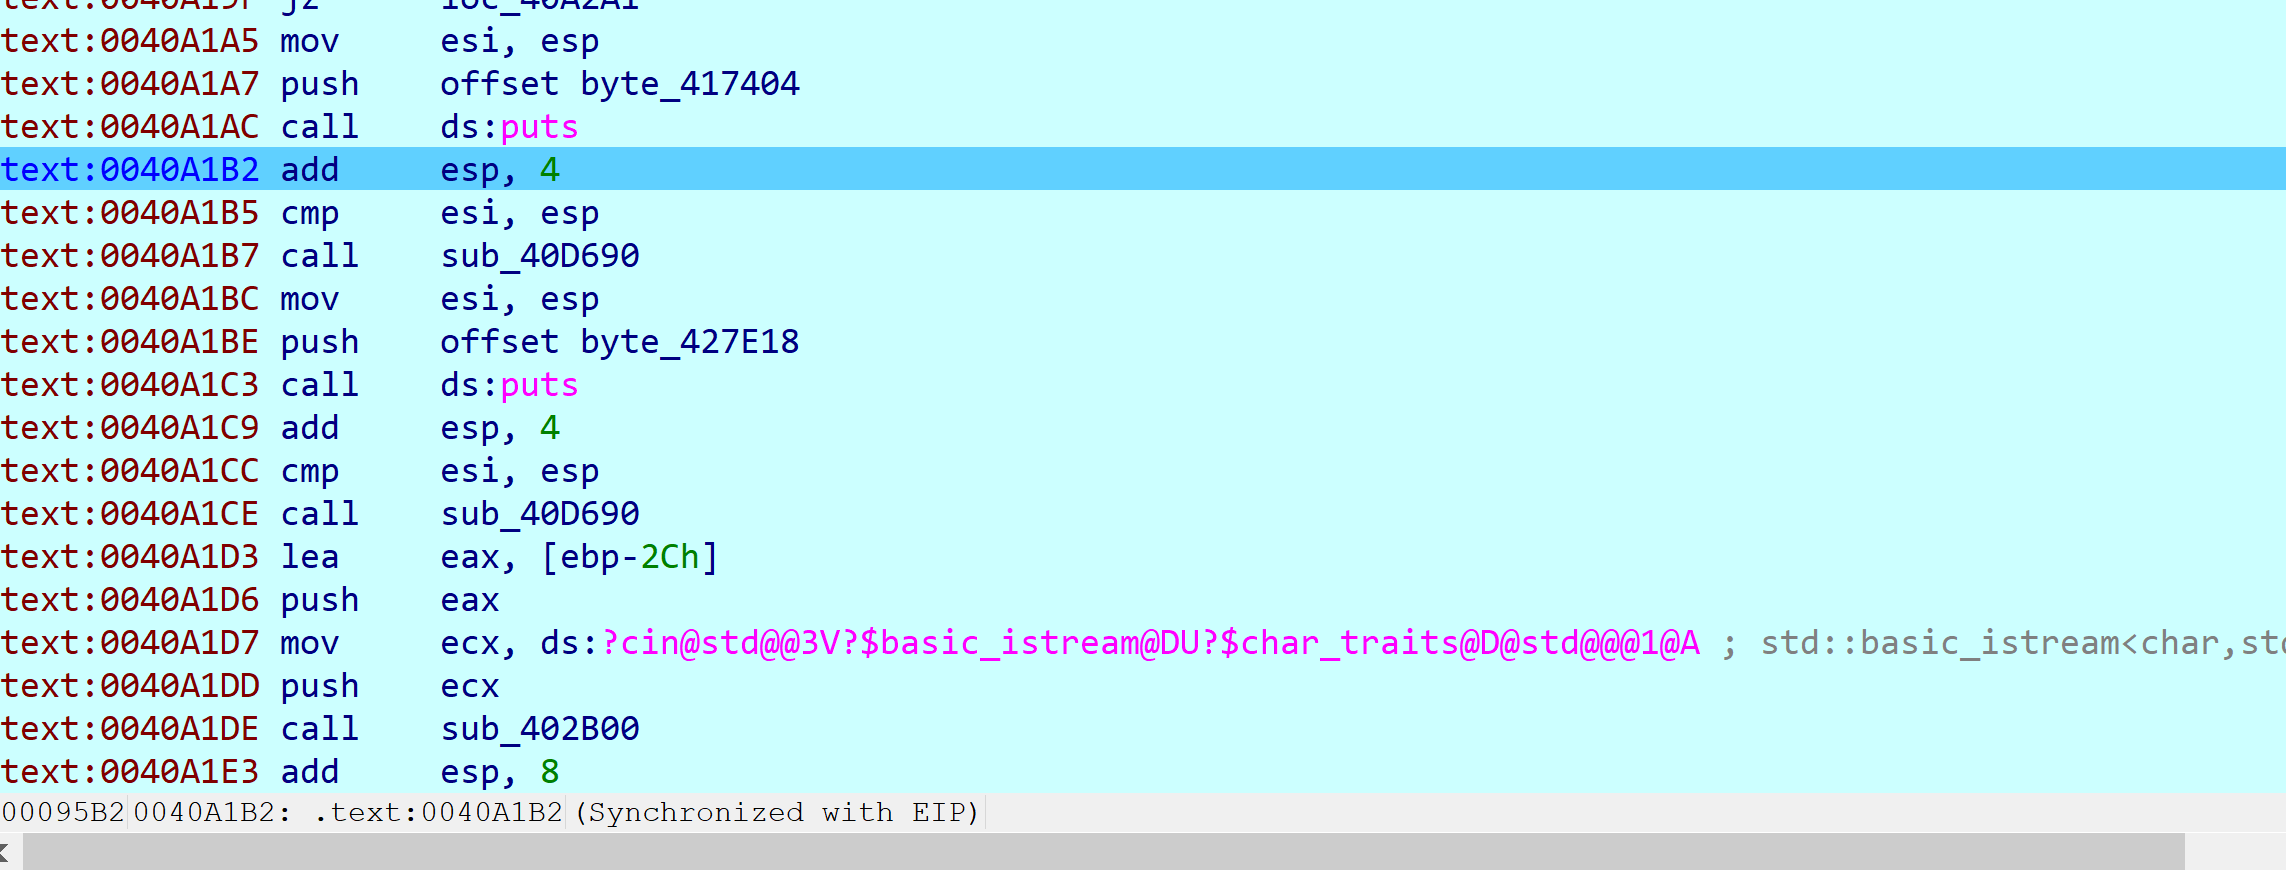 text:0040A19F jz loc_40A2A1
text:0040A1A5 mov esi, esp
text:0040A1A7 push offset byte_417404
text:0040A1AC call ds:puts
text:0040A1B2 add esp, 4
text:0040A1B5 cmp esi, esp
text:0040A1B7 call sub_40D690
text:0040A1BC mov esi, esp
text:0040A1BE push offset byte_427E18
text:0040A1C3 call ds:puts
text:0040A1C9 add esp, 4
text:0040A1CC cmp esi, esp
text:0040A1CE call sub_40D690
text:0040A1D3 lea eax, [ebp-2Ch]
text:0040A1D6 push eax
text:0040A1D7 mov ecx, ds:?cin@std@@3V?$basic_istream@DU?$char_traits@D@std@@@1@A ; std::basic_istream<char,std
text:0040A1DD push ecx
text:0040A1DE call sub_402B00
text:0040A1E3 add esp, 8
000095B2 0040A1B2: .text:0040A1B2 (Synchronized with EIP)